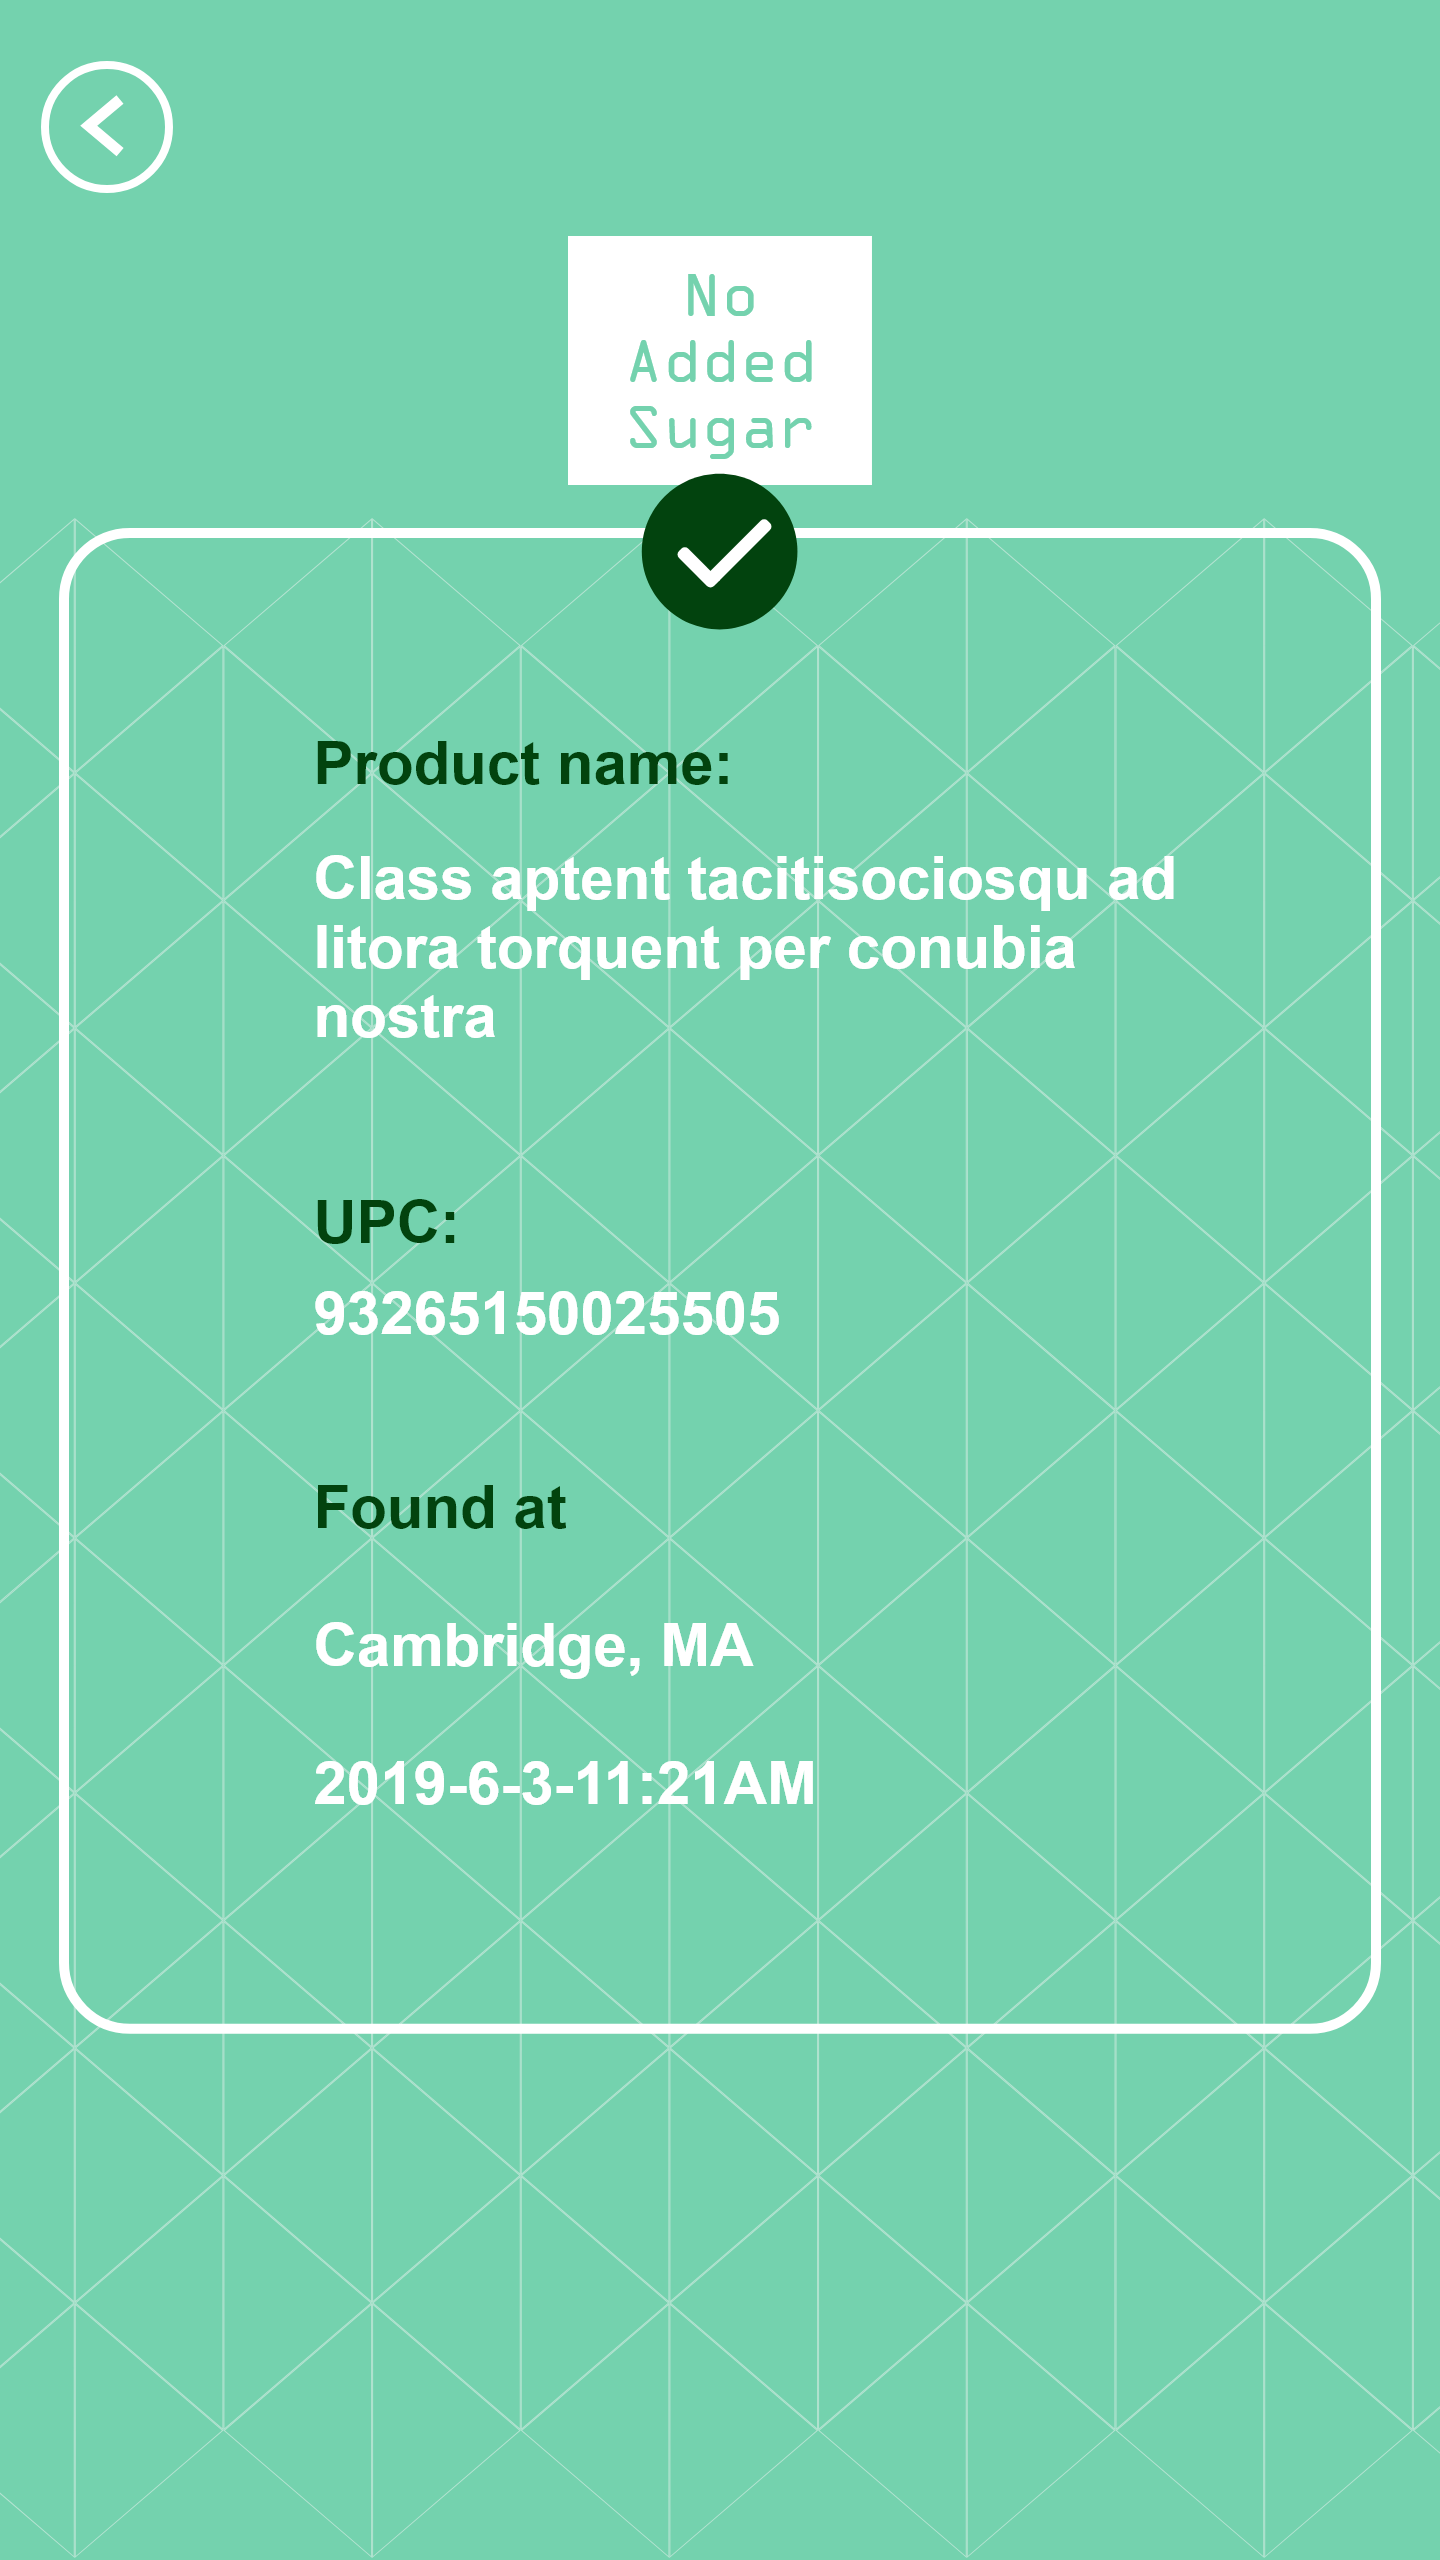 No
Added
Sugar
Product name:
Class aptent tacitisociosqu ad
litora torquent per conubia
nostra
UPC:
93265150025505
Found at
Cambridge, MA
2019-6-3-11:21AM